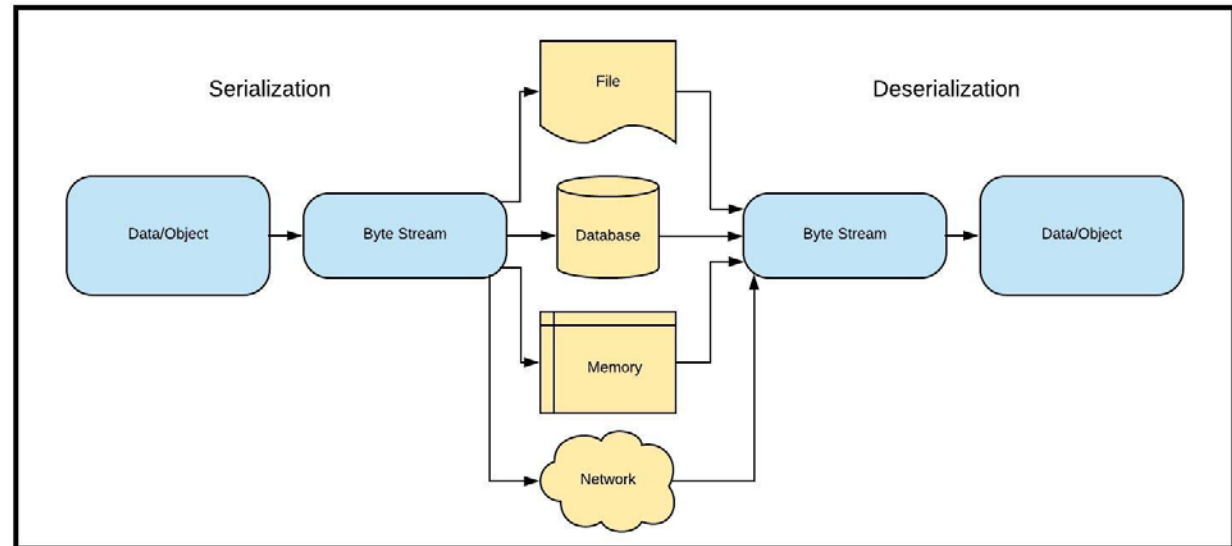 Serialization
Deserialization
File
Data/Object
Byte Stream
Database
Byte Stream
Data/Object
Memory
Network